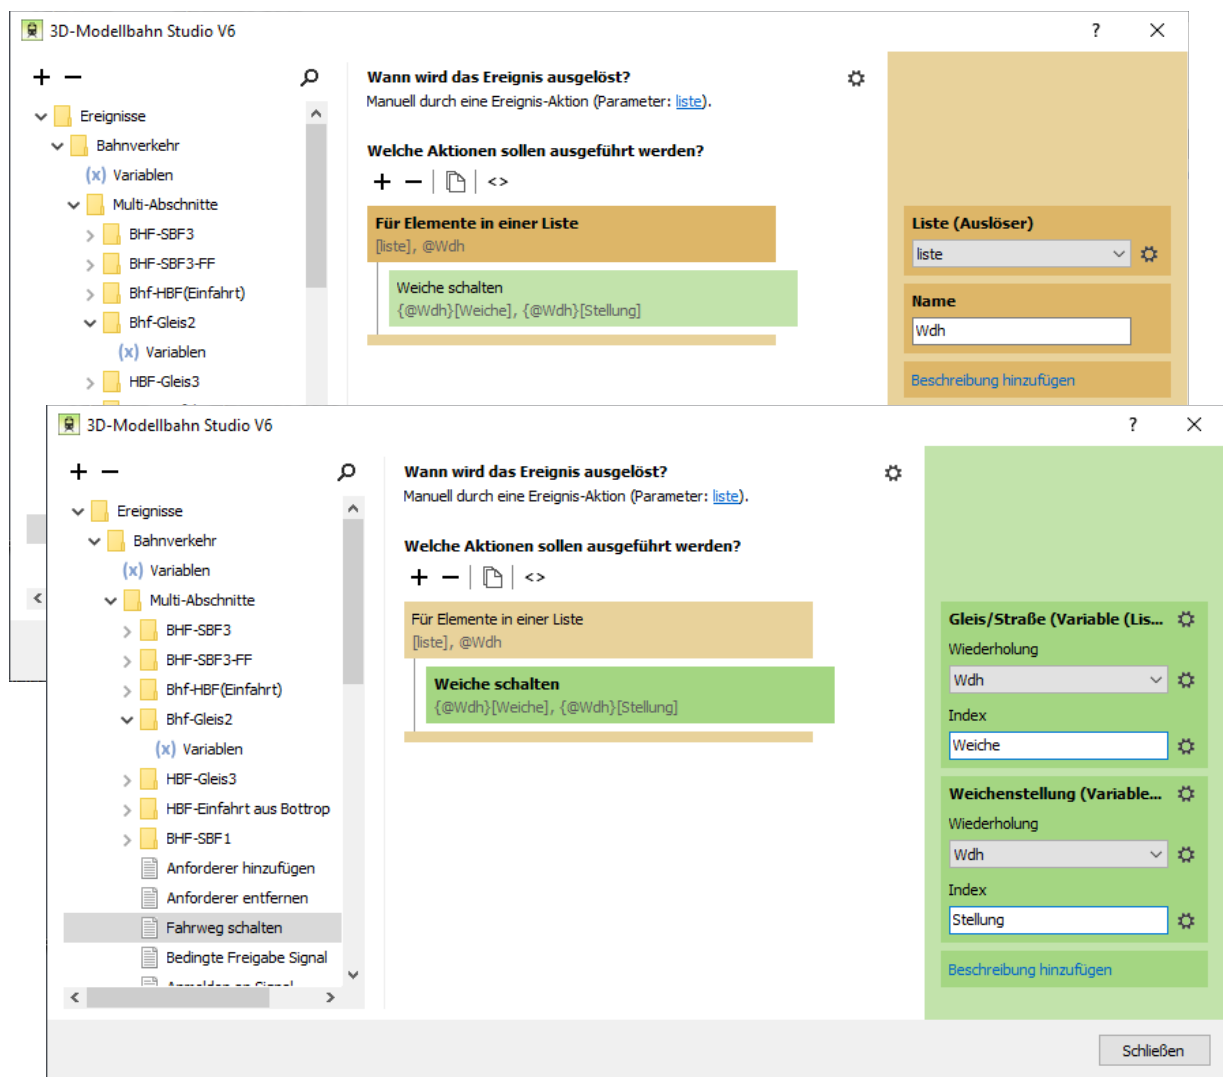 3D-Modellbahn Studio V6
?
Ereignisse
Bahnverkehr
(x) Variablen
Multi-Abschnitte
BHF-SBF3
BHF-SBF3-FF
Bhf-HBF(Einfahrt)
Bhf-Gleis2
(x) Variablen
HBF-Gleis3
Wann wird das Ereignis ausgelöst?
Manuell durch eine Ereignis-Aktion (Parameter: liste).
Welche Aktionen sollen ausgeführt werden?
<>
Für Elemente in einer Liste
[liste], @Wdh
Weiche schalten
{@Wdh}[Weiche], {@Wdh}[Stellung]
Liste (Auslöser)
liste
Name
Wdh
Beschreibung hinzufügen
3D-Modellbahn Studio V6
?
Ereignisse
Bahnverkehr
(x) Variablen
Multi-Abschnitte
BHF-SBF3
BHF-SBF3-FF
Bhf-HBF(Einfahrt)
Bhf-Gleis2
(x) Variablen
HBF-Gleis3
HBF-Einfahrt aus Bottrop
BHF-SBF1
Anforderer hinzufügen
Anforderer entfernen
Fahrweg schalten
Bedingte Freigabe Signal
Anmelden an Signal
Wann wird das Ereignis ausgelöst?
Manuell durch eine Ereignis-Aktion (Parameter: liste).
Welche Aktionen sollen ausgeführt werden?
<>
Für Elemente in einer Liste
[liste], @Wdh
Weiche schalten
{@Wdh}[Weiche], {@Wdh}[Stellung]
Gleis/Straße (Variable (Lis...
Wiederholung
Wdh
Index
Weiche
Weichenstellung (Variable...
Wiederholung
Wdh
Index
Stellung
Beschreibung hinzufügen
Schließen